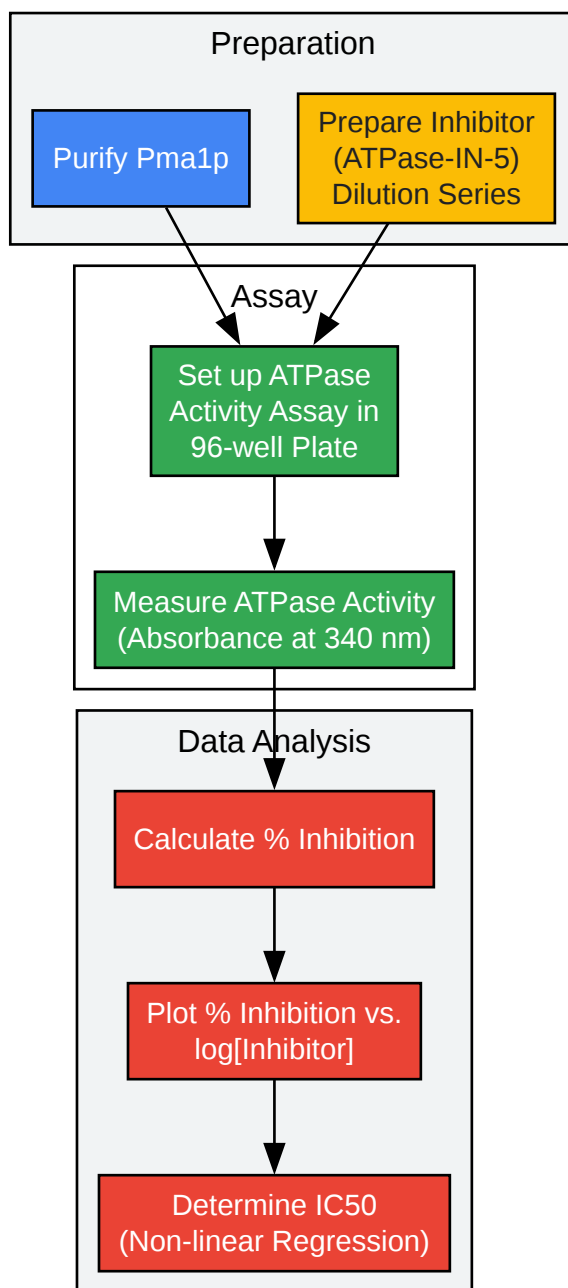 Preparation
Purify Pma1p
Prepare Inhibitor
(ATPase-IN-5)
Dilution Series
Assay
Set up ATPase
Activity Assay in
96-well Plate
Measure ATPase Activity
(Absorbance at 340 nm)
Data Analysis
Calculate % Inhibition
Plot % Inhibition vs.
log[Inhibitor]
Determine IC50
(Non-linear Regression)